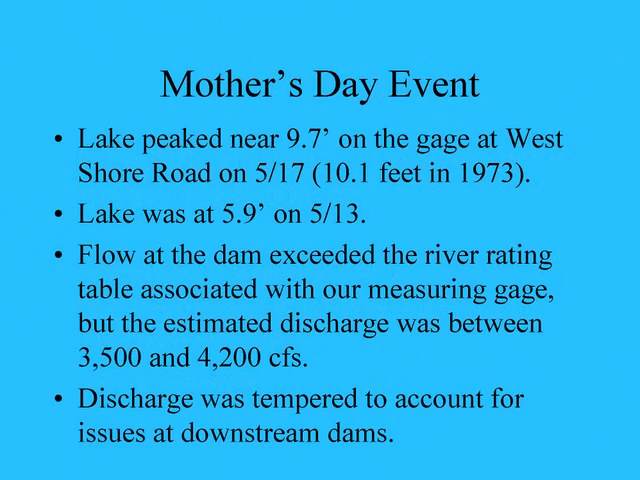 Mother’s Day Event
• Lake peaked near 9.7’ on the gage at West
Shore Road on 5/17 (10.1 feet in 1973).
• Lake was at 5.9’ on 5/13.
• Flow at the dam exceeded the river rating
table associated with our measuring gage,
but the estimated discharge was between
3,500 and 4,200 cfs.
• Discharge was tempered to account for
issues at downstream dams.